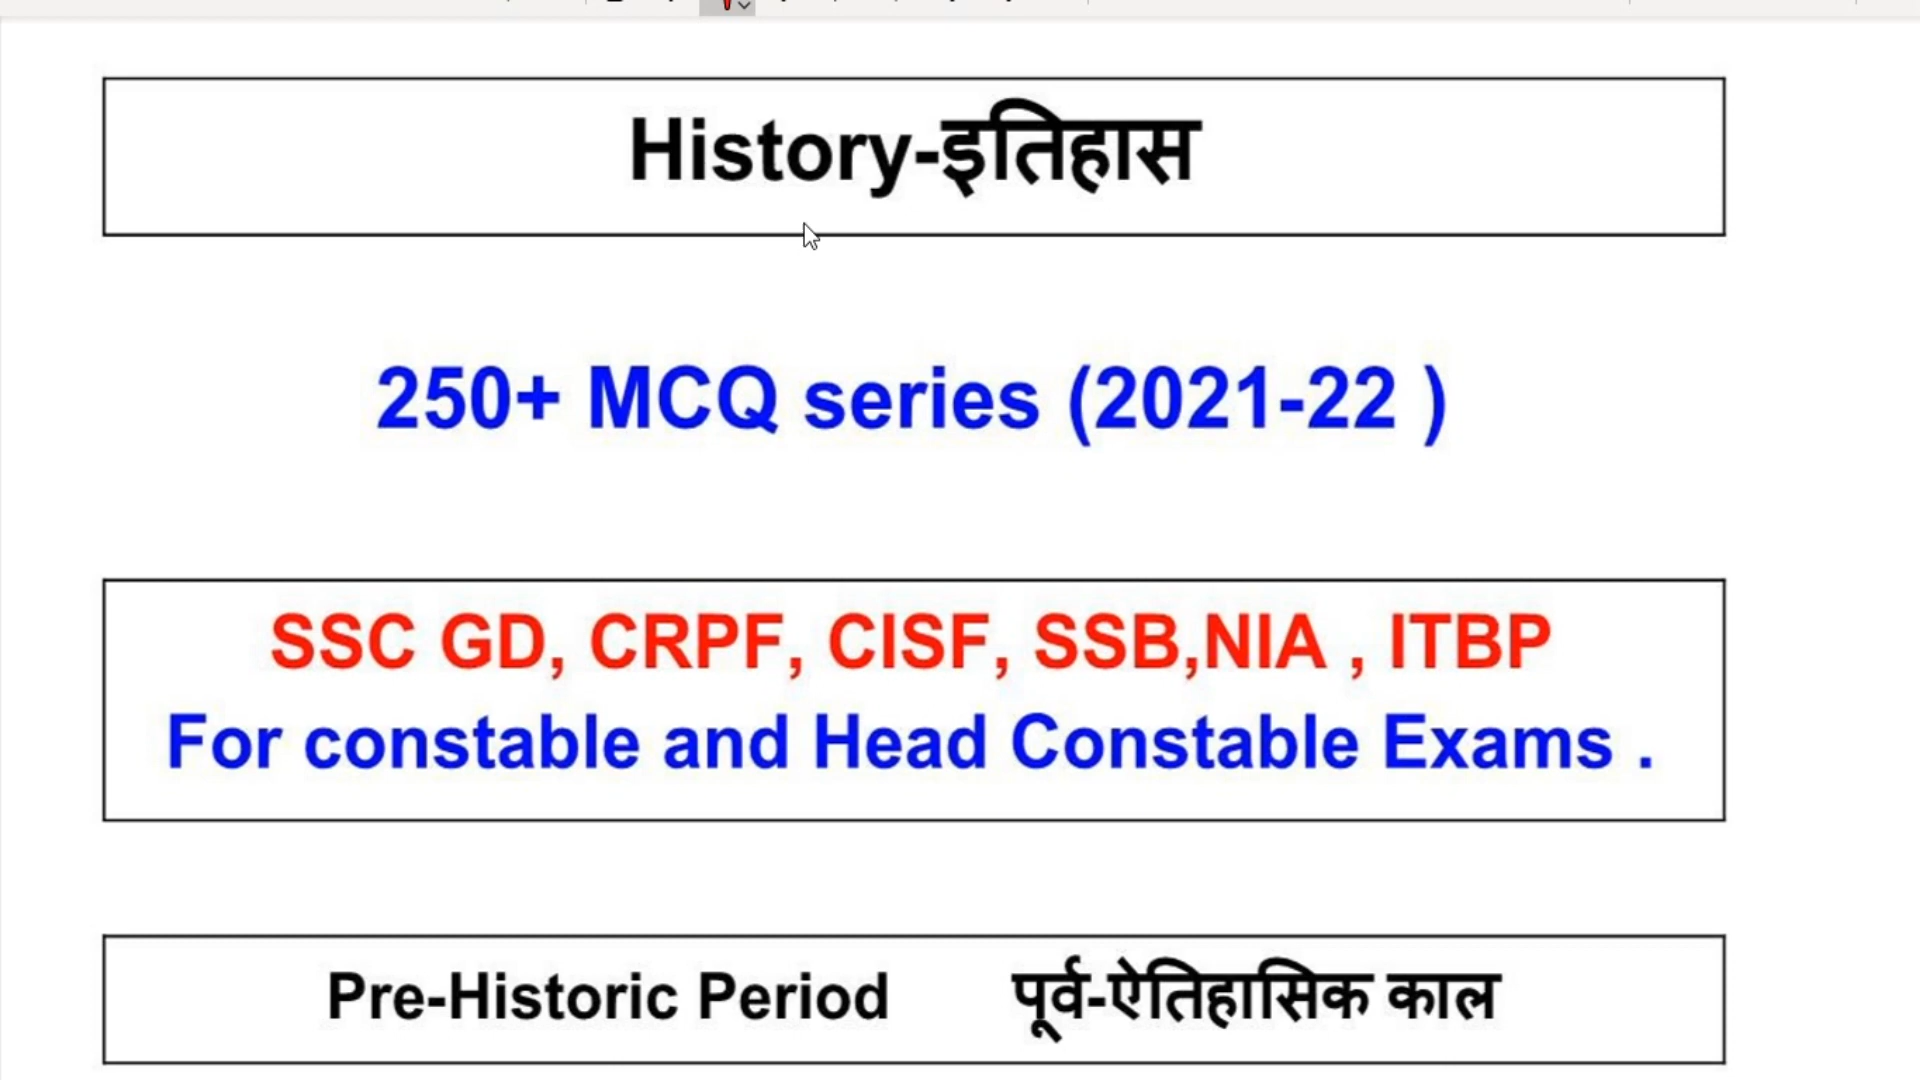 History-इतिहास
250+ MCQ series (2021-22 )
SSC GD, CRPF, CISF, SSB,NIA , ITBP
For constable and Head Constable Exams .
Pre-Historic Period पूर्व-ऐतिहासिक काल